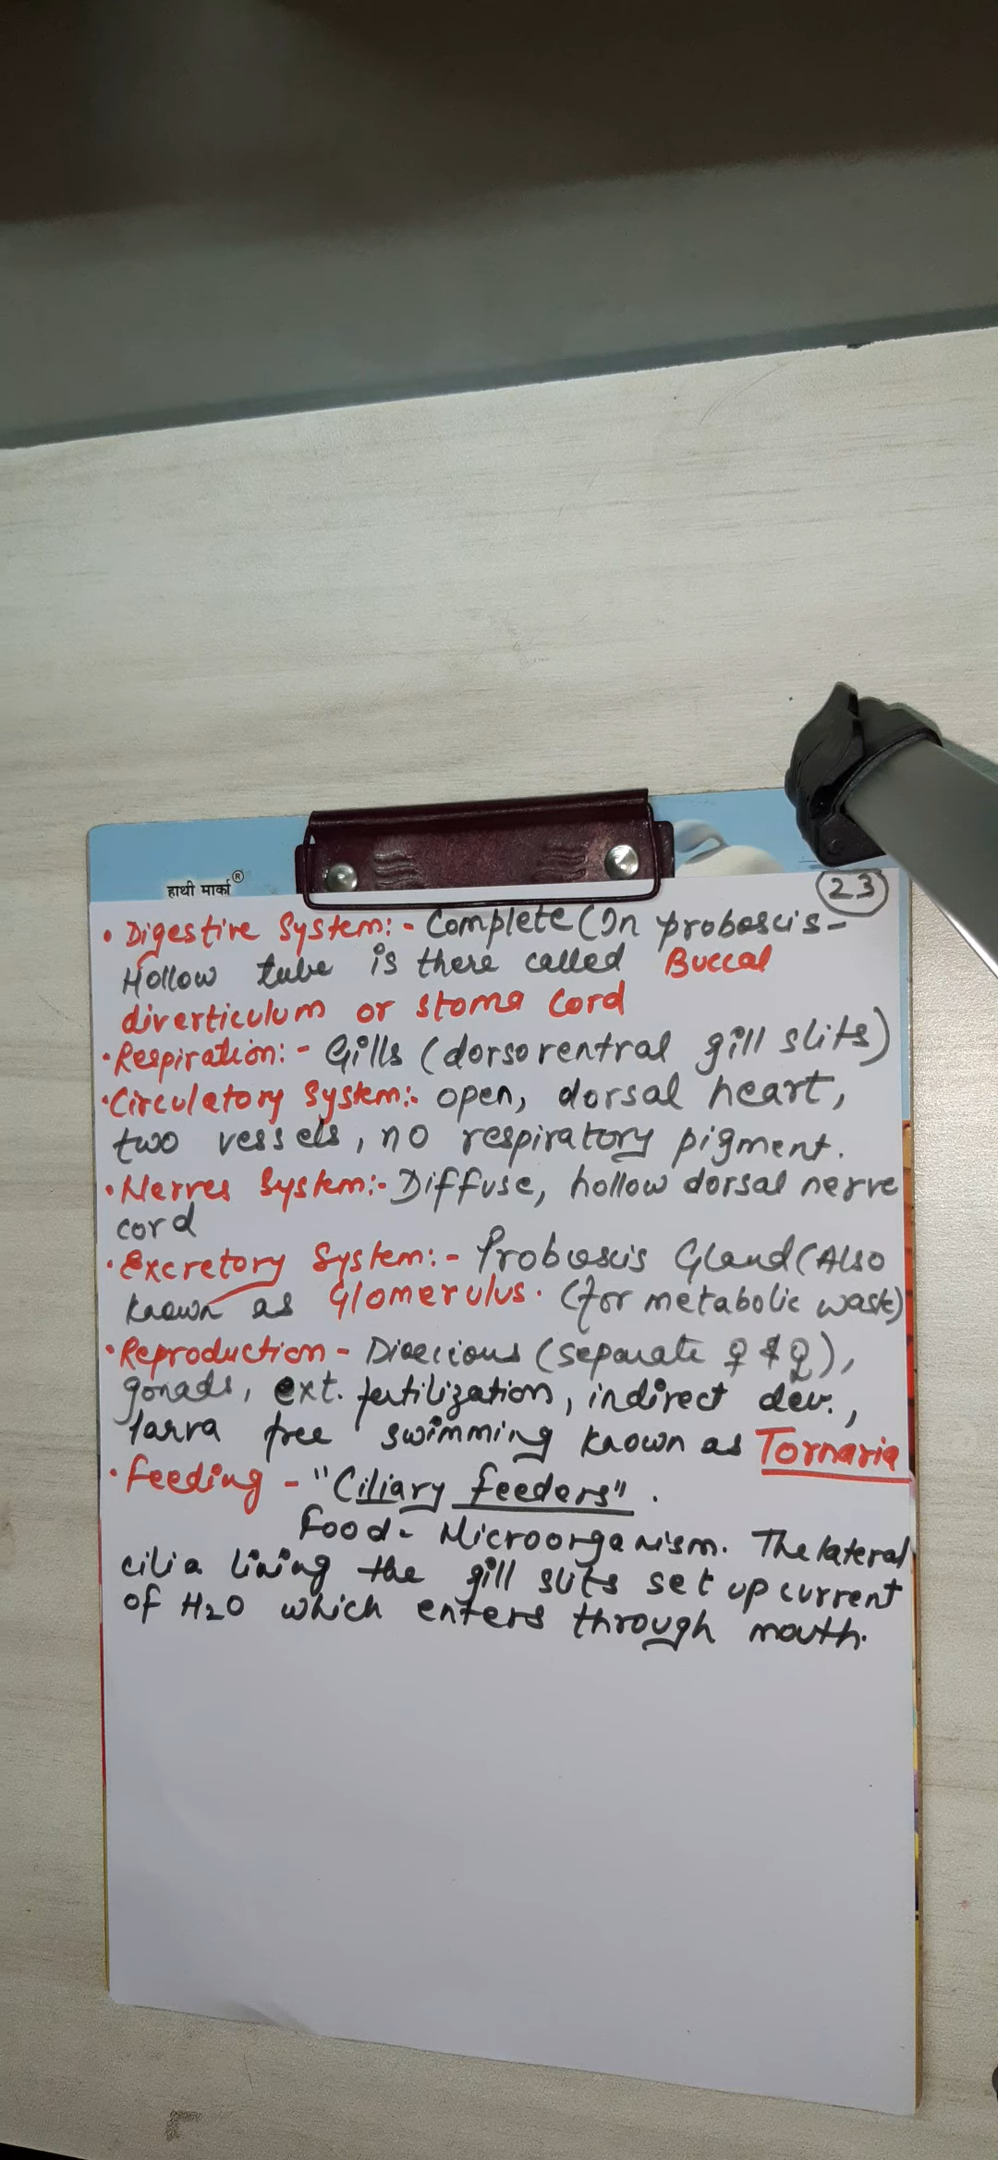 हाथी मार्का®
23
• Digestive System:- Complete (In proboscis-
Hollow tube is there called Buccal
diverticulum or stoma cord
• Respiration:- Gills (dorsorentral gill slits)
• Circulatory System:- open, dorsal heart,
two vessels, no respiratory pigment.
• Nerves System:- Diffuse, hollow dorsal nerve
cord
• Excretory System:- Proboscis Gland (Also
known as Glomerulus. (for metabolic waste)
• Reproduction - Dioecious (separate ♀ & ♀),
gonads, ext. fertilization, indirect dev.,
larva free swimming known as Tornaria
• feeding - "Ciliary feeders".
Food - Microorganism. The lateral
cilia lining the gill slits set up current
of H2O which enters through mouth.